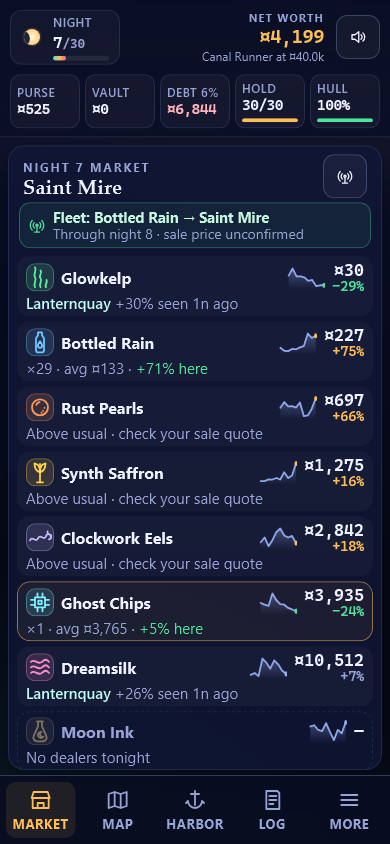 NIGHT
7/30
NET WORTH
¤4,199
Canal Runner at ¤40.0k
PURSE
¤525
VAULT
¤0
DEBT 6%
¤6,844
HOLD
30/30
HULL
100%
NIGHT 7 MARKET
Saint Mire
Fleet: Bottled Rain → Saint Mire
Through night 8 · sale price unconfirmed
Glowkelp
¤30
−29%
Lanternquay +30% seen 1n ago
Bottled Rain
¤227
+75%
×29 · avg ¤133 · +71% here
Rust Pearls
¤697
+66%
Above usual · check your sale quote
Synth Saffron
¤1,275
+16%
Above usual · check your sale quote
Clockwork Eels
¤2,842
+18%
Above usual · check your sale quote
Ghost Chips
¤3,935
−24%
×1 · avg ¤3,765 · +5% here
Dreamsilk
¤10,512
+7%
Lanternquay +26% seen 1n ago
Moon Ink
—
No dealers tonight
MARKET
MAP
HARBOR
LOG
MORE